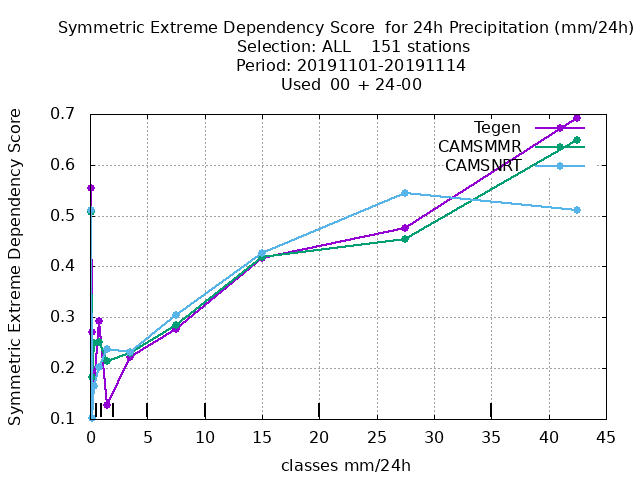 Symmetric Extreme Dependency Score  for 24h Precipitation (mm/24h)
Selection: ALL    151 stations
Period: 20191101-20191114
Used  00 + 24-00
Symmetric Extreme Dependency Score
0.7
0.6
0.5
0.4
0.3
0.2
0.1
Tegen
CAMSMMR
CAMSNRT
0 5 10 15 20 25 30 35 40 45
classes mm/24h